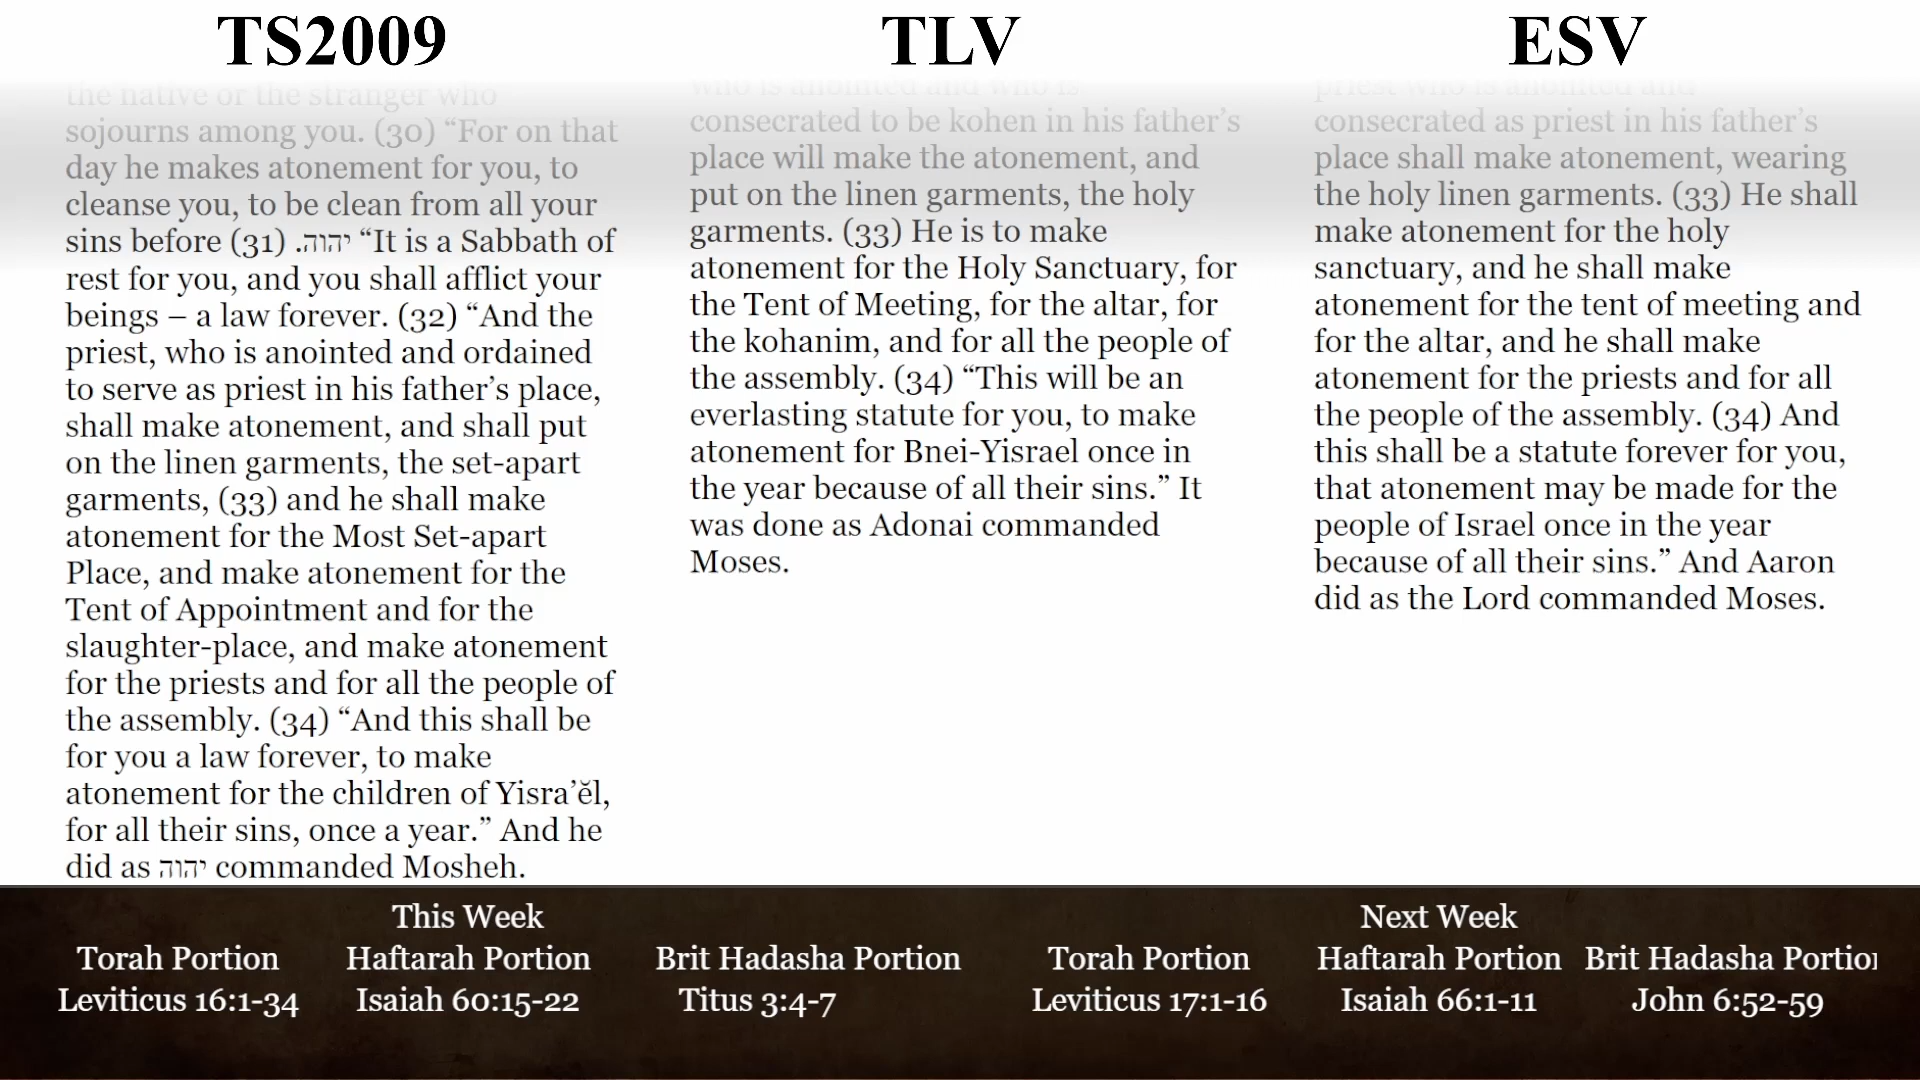 TS2009
the native or the stranger who
sojourns among you. (30) “For on that
day he makes atonement for you, to
cleanse you, to be clean from all your
sins before יהוה. (31) “It is a Sabbath of
rest for you, and you shall afflict your
beings – a law forever. (32) “And the
priest, who is anointed and ordained
to serve as priest in his father’s place,
shall make atonement, and shall put
on the linen garments, the set-apart
garments, (33) and he shall make
atonement for the Most Set-apart
Place, and make atonement for the
Tent of Appointment and for the
slaughter-place, and make atonement
for the priests and for all the people of
the assembly. (34) “And this shall be
for you a law forever, to make
atonement for the children of Yisra’ĕl,
for all their sins, once a year.” And he
did as יהוה commanded Mosheh.
TLV
who is anointed and who is
consecrated to be kohen in his father’s
place will make the atonement, and
put on the linen garments, the holy
garments. (33) He is to make
atonement for the Holy Sanctuary, for
the Tent of Meeting, for the altar, for
the kohanim, and for all the people of
the assembly. (34) “This will be an
everlasting statute for you, to make
atonement for Bnei-Yisrael once in
the year because of all their sins.” It
was done as Adonai commanded
Moses.
ESV
priest who is anointed and
consecrated as priest in his father’s
place shall make atonement, wearing
the holy linen garments. (33) He shall
make atonement for the holy
sanctuary, and he shall make
atonement for the tent of meeting and
for the altar, and he shall make
atonement for the priests and for all
the people of the assembly. (34) And
this shall be a statute forever for you,
that atonement may be made for the
people of Israel once in the year
because of all their sins.” And Aaron
did as the Lord commanded Moses.
This Week
Torah Portion
Leviticus 16:1-34
Haftarah Portion
Isaiah 60:15-22
Brit Hadasha Portion
Titus 3:4-7
Next Week
Torah Portion
Leviticus 17:1-16
Haftarah Portion
Isaiah 66:1-11
Brit Hadasha Portion
John 6:52-59